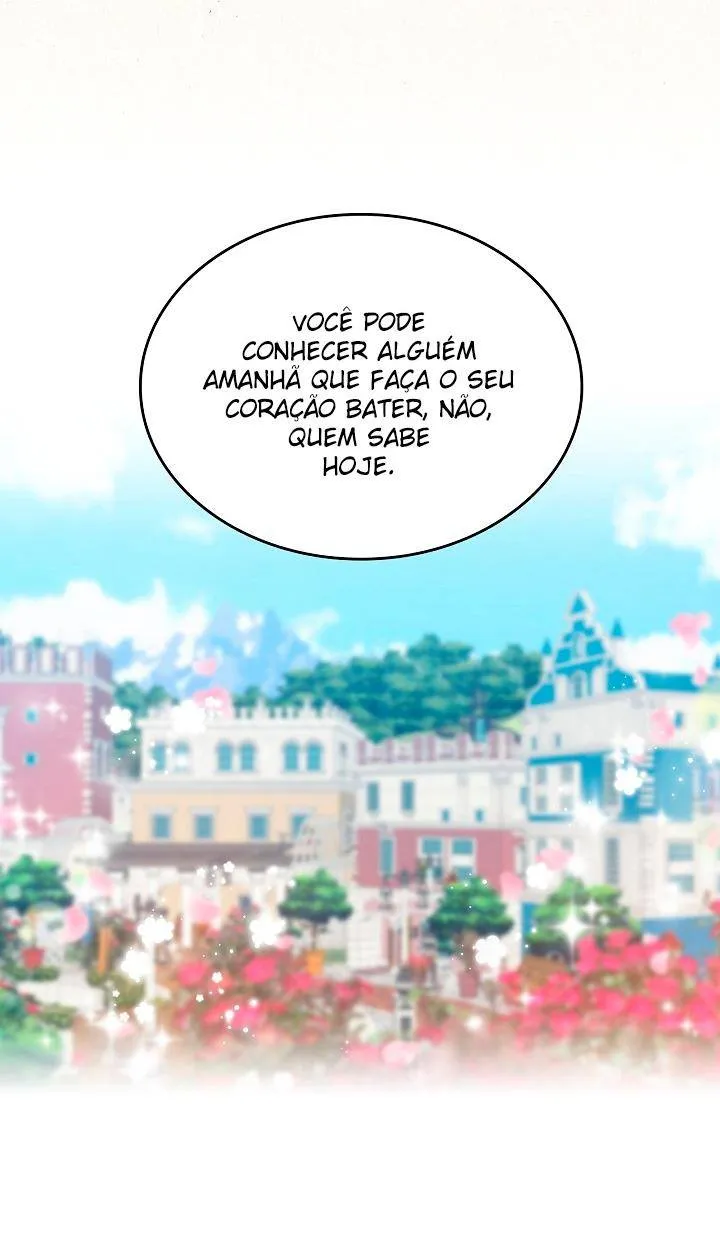 VOCÊ PODE
CONHECER ALGUÉM
AMANHÃ QUE FAÇA O SEU
CORAÇÃO BATER, NÃO,
QUEM SABE
HOJE.